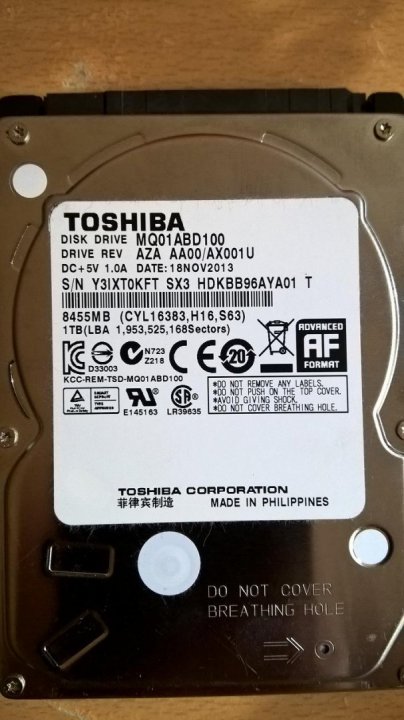 TOSHIBA
DISK DRIVE MQ01ABD100
DRIVE REV AZA AA00/AX001U
DC+5V 1.0A DATE:18NOV2013
S/N Y3IXT0KFT SX3 HDKBB96AYA01 T
8455MB (CYL16383,H16,S63)
1TB(LBA 1,953,525,168Sectors)
ADVANCED
AF
FORMAT
D33003
N723
Z218
20
KCC-REM-TSD-MQ01ABD100
E145163
LR39635
*DO NOT REMOVE ANY LABELS.
*DO NOT PUSH ON THE TOP COVER.
*AVOID GIVING SHOCK.
*DO NOT COVER BREATHING HOLE.
TOSHIBA CORPORATION
菲律宾制造 MADE IN PHILIPPINES
DO NOT COVER
BREATHING HOLE